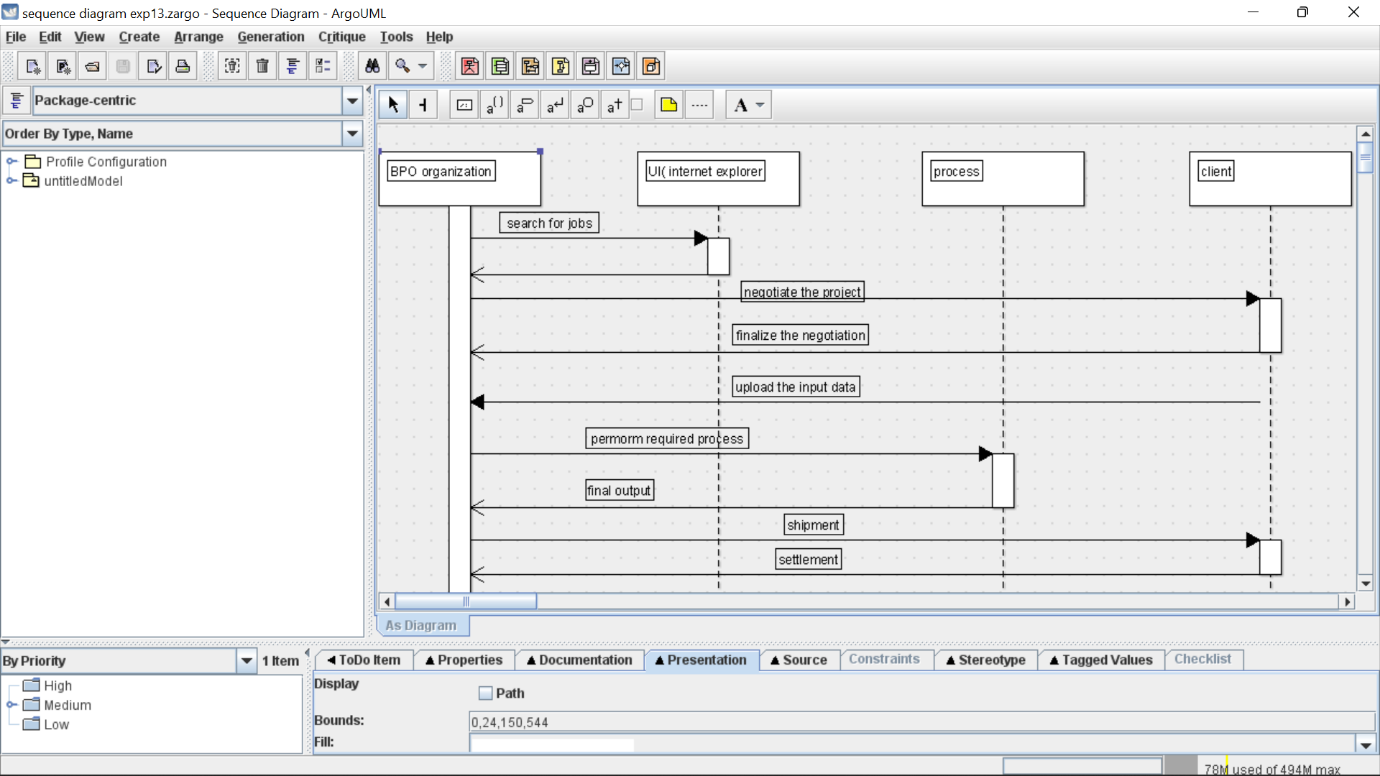 sequence diagram exp13.zargo - Sequence Diagram - ArgoUML
File Edit View Create Arrange Generation Critique Tools Help
Package-centric
Order By Type, Name
Profile Configuration
untitledModel
BPO organization
UI( internet explorer
process
client
search for jobs
negotiate the project
finalize the negotiation
upload the input data
permorm required process
final output
shipment
settlement
As Diagram
By Priority
1 Item
High
Medium
Low
ToDo Item
Properties
Documentation
Presentation
Source
Constraints
Stereotype
Tagged Values
Checklist
Display
Path
Bounds:
0,24,150,544
Fill:
78M used of 494M max